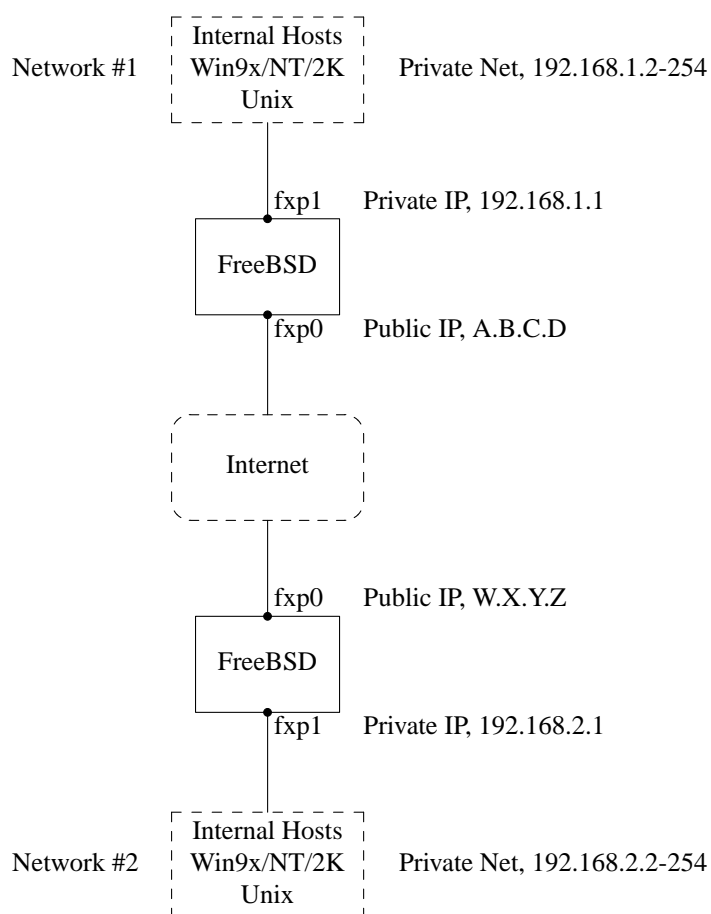 Internal Hosts
Network #1 Win9x/NT/2K Private Net, 192.168.1.2-254
Unix
fxp1 Private IP, 192.168.1.1
FreeBSD
fxp0 Public IP, A.B.C.D
Internet
fxp0 Public IP, W.X.Y.Z
FreeBSD
fxp1 Private IP, 192.168.2.1
Internal Hosts
Network #2 Win9x/NT/2K Private Net, 192.168.2.2-254
Unix